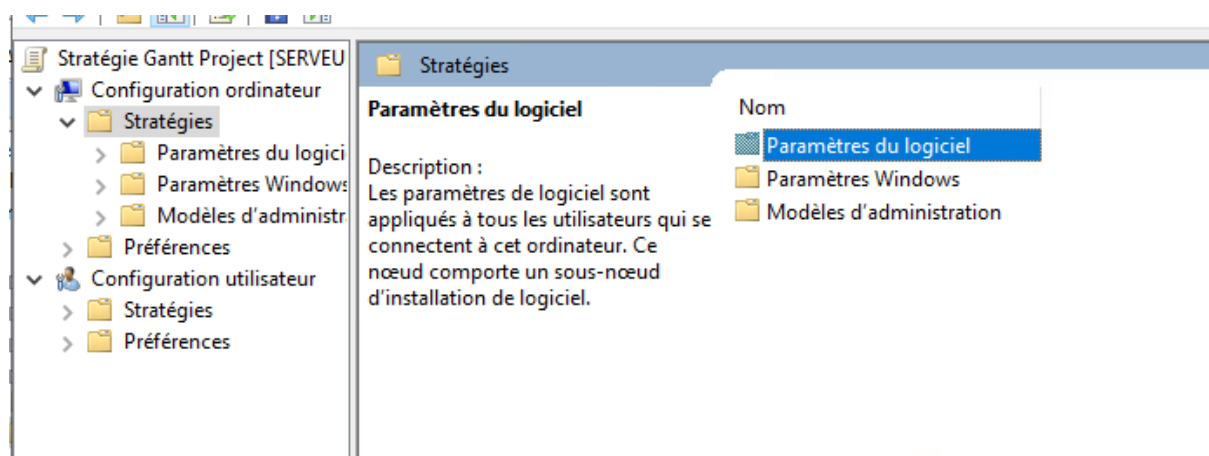 Stratégie Gantt Project [SERVEU
Configuration ordinateur
Stratégies
Paramètres du logici
Paramètres Windows
Modèles d'administr
Préférences
Configuration utilisateur
Stratégies
Préférences
Stratégies
Paramètres du logiciel
Description :
Les paramètres de logiciel sont
appliqués à tous les utilisateurs qui se
connectent à cet ordinateur. Ce
nœud comporte un sous-nœud
d'installation de logiciel.
Nom
Paramètres du logiciel
Paramètres Windows
Modèles d'administration